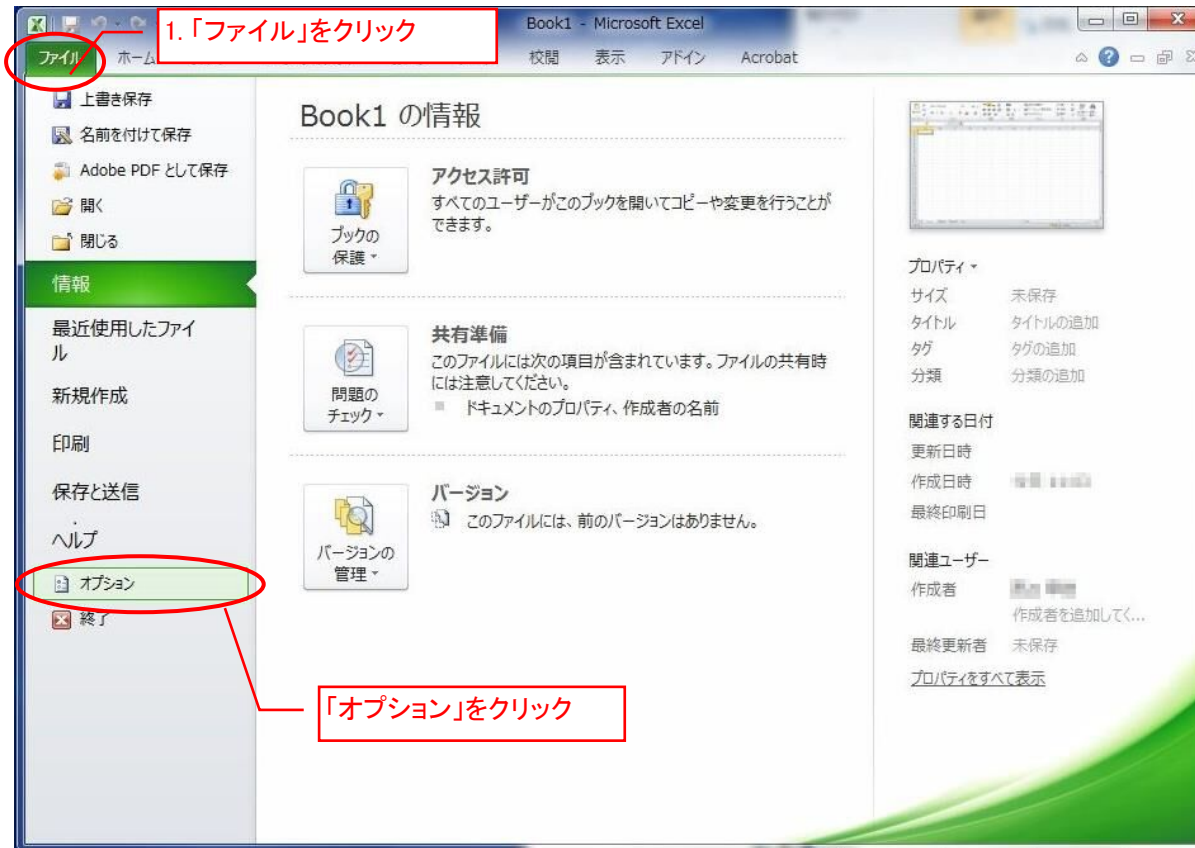 Book1 - Microsoft Excel
1. 「ファイル」をクリック
ファイル
ホーム
校閲
表示
アドイン
Acrobat
上書き保存
名前を付けて保存
Adobe PDF として保存
開く
閉じる
情報
最近使用したファイ
ル
新規作成
印刷
保存と送信
ヘルプ
オプション
終了
Book1 の情報
ブックの
保護
アクセス許可
すべてのユーザーがこのブックを開いてコピーや変更を行うことが
できます。
問題の
チェック
共有準備
このファイルには次の項目が含まれています。ファイルの共有時
には注意してください。
ドキュメントのプロパティ、作成者の名前
バージョンの
管理
バージョン
このファイルには、前のバージョンはありません。
「オプション」をクリック
プロパティ
サイズ 未保存
タイトル タイトルの追加
タグ タグの追加
分類 分類の追加
関連する日付
更新日時
作成日時
最終印刷日
関連ユーザー
作成者
作成者を追加してく...
最終更新者 未保存
プロパティをすべて表示